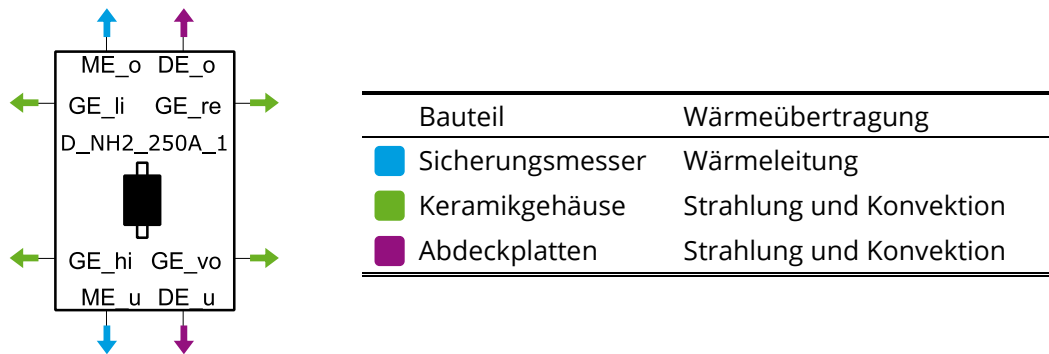 ME_o DE_o
GE_li GE_re
D_NH2_250A_1
GE_hi GE_vo
ME_u DE_u
Bauteil Wärmeübertragung
Sicherungsmesser Wärmeleitung
Keramikgehäuse Strahlung und Konvektion
Abdeckplatten Strahlung und Konvektion